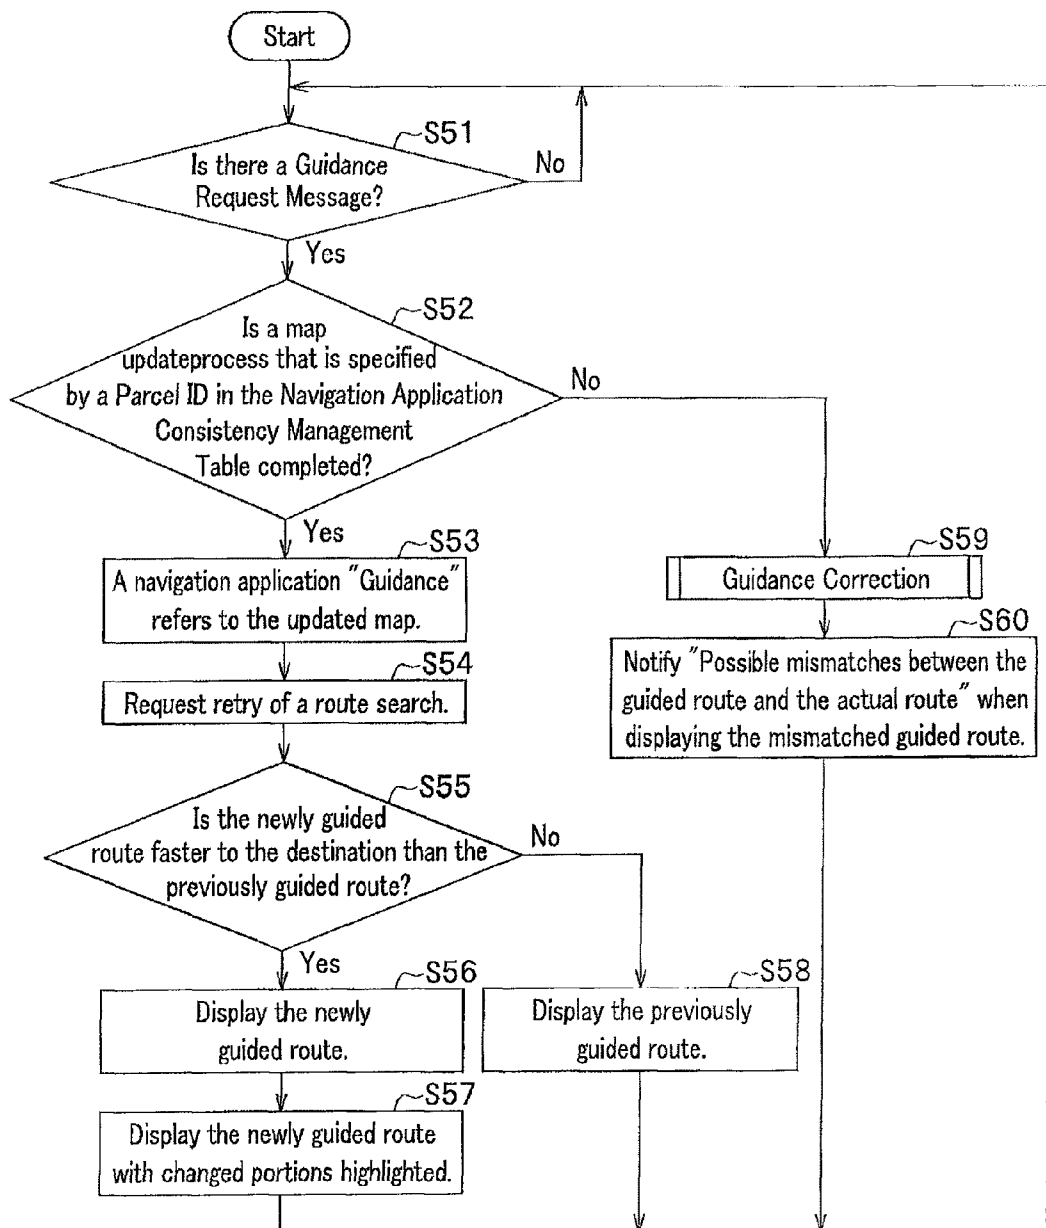 Start
S51
Is there a Guidance
Request Message?
No
Yes
S52
Is a map
updateprocess that is specified
by a Parcel ID in the Navigation Application
Consistency Management
Table completed?
No
Yes
S53
A navigation application "Guidance"
refers to the updated map.
S59
Guidance Correction
S54
Request retry of a route search.
S60
Notify "Possible mismatches between the
guided route and the actual route" when
displaying the mismatched guided route.
S55
Is the newly guided
route faster to the destination than the
previously guided route?
No
Yes
S56
Display the newly
guided route.
S58
Display the previously
guided route.
S57
Display the newly guided route
with changed portions highlighted.